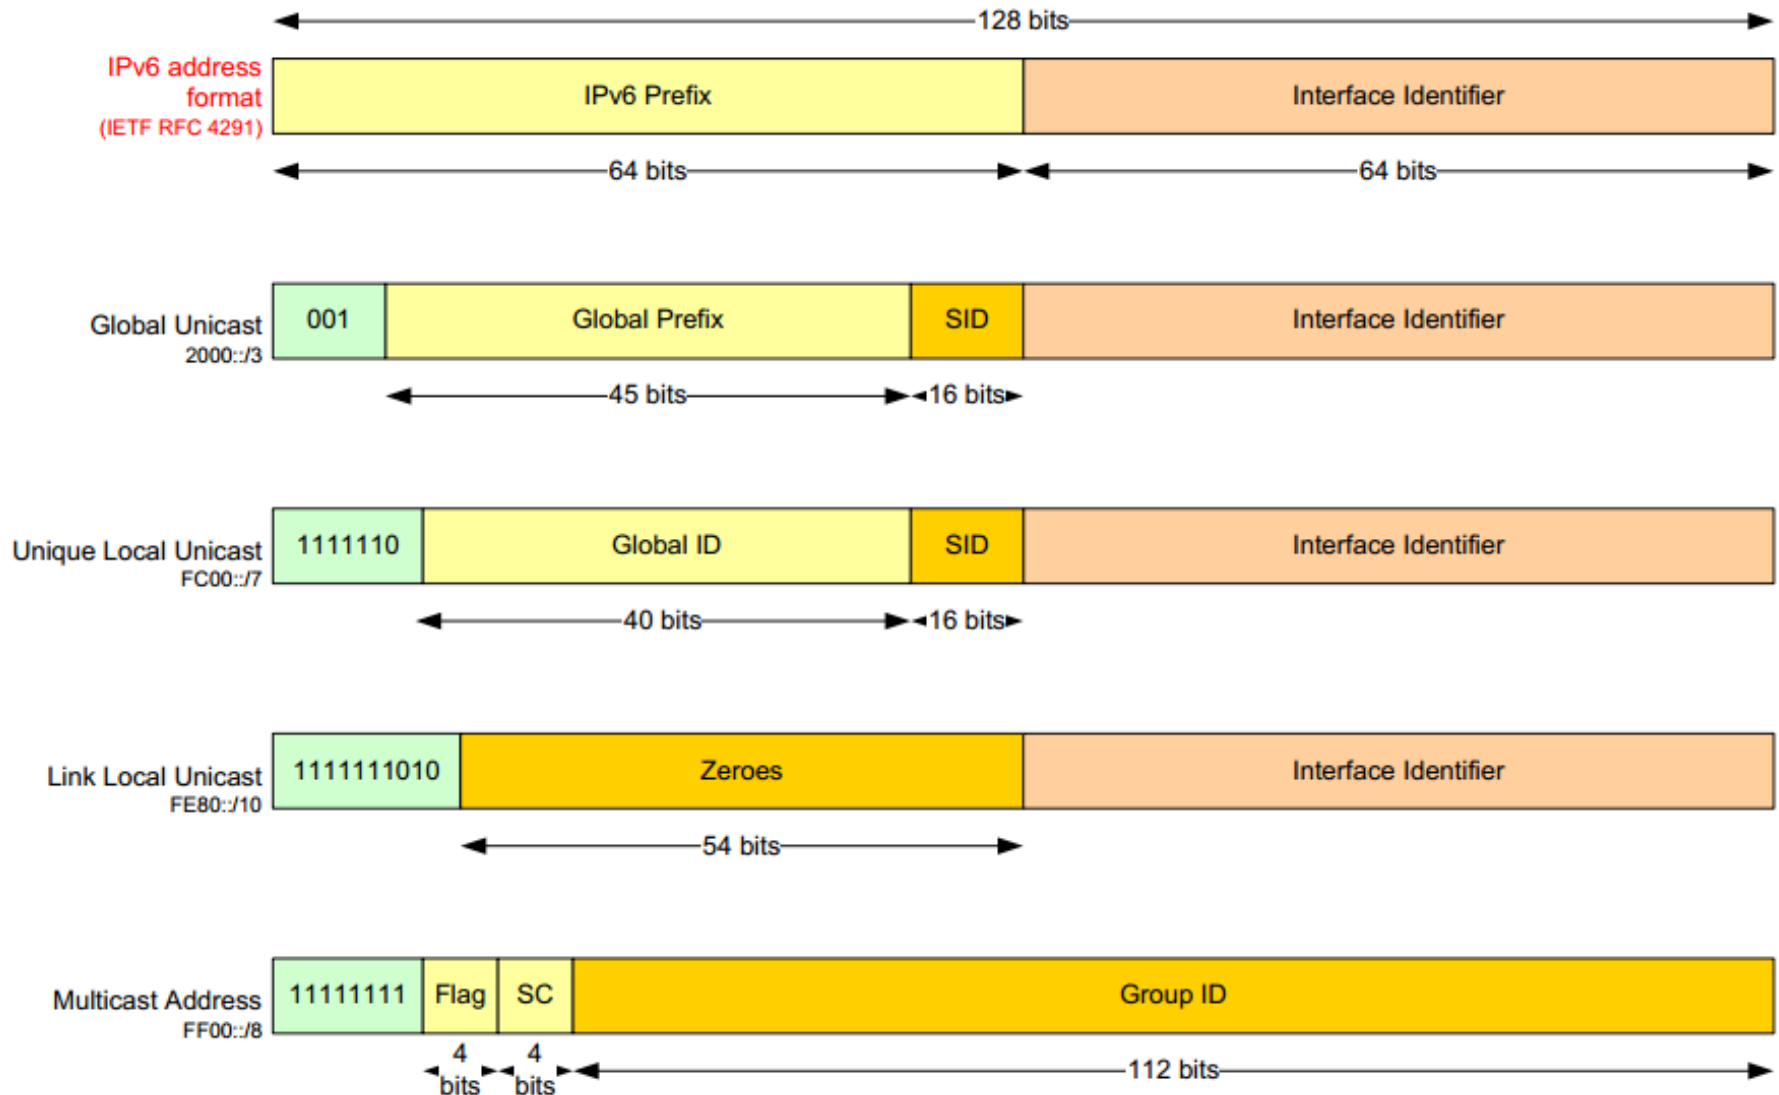 128 bits
IPv6 address
format
(IETF RFC 4291)
IPv6 Prefix
Interface Identifier
64 bits
64 bits
Global Unicast
2000::/3
001
Global Prefix
SID
Interface Identifier
45 bits
16 bits
Unique Local Unicast
FC00::/7
1111110
Global ID
SID
Interface Identifier
40 bits
16 bits
Link Local Unicast
FE80::/10
1111111010
Zeroes
Interface Identifier
54 bits
Multicast Address
FF00::/8
11111111
Flag
SC
Group ID
4
bits
4
bits
112 bits